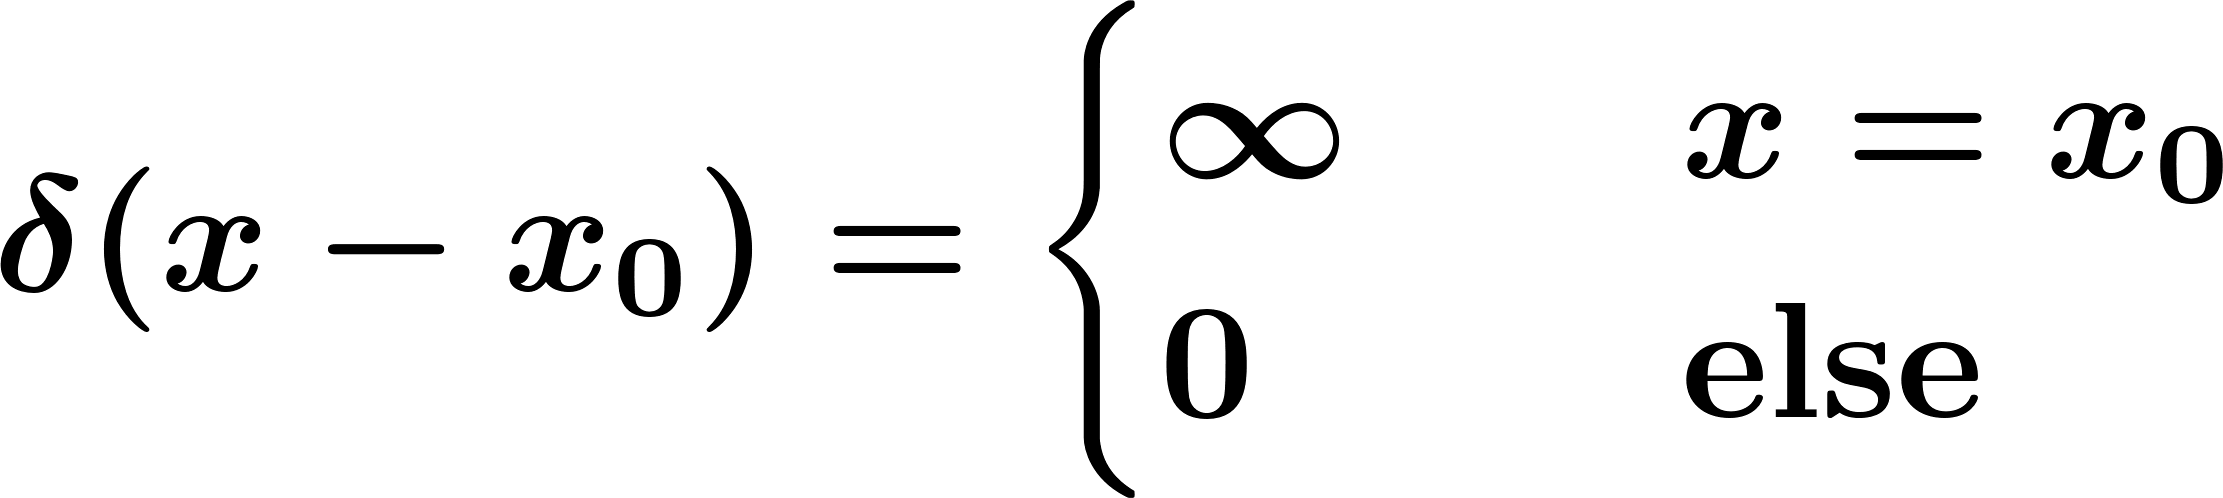 δ(x − x₀) = { ∞ x = x₀
0 else